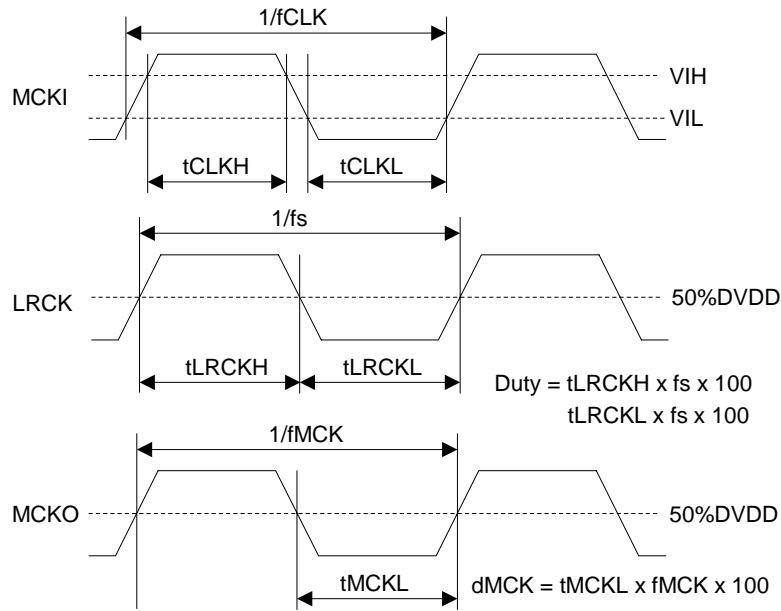 1/fCLK
MCKI
VIH
VIL
tCLKH
tCLKL
1/fs
LRCK
50%DVDD
tLRCKH
tLRCKL
Duty = tLRCKH x fs x 100
tLRCKL x fs x 100
1/fMCK
MCKO
50%DVDD
tMCKL
dMCK = tMCKL x fMCK x 100